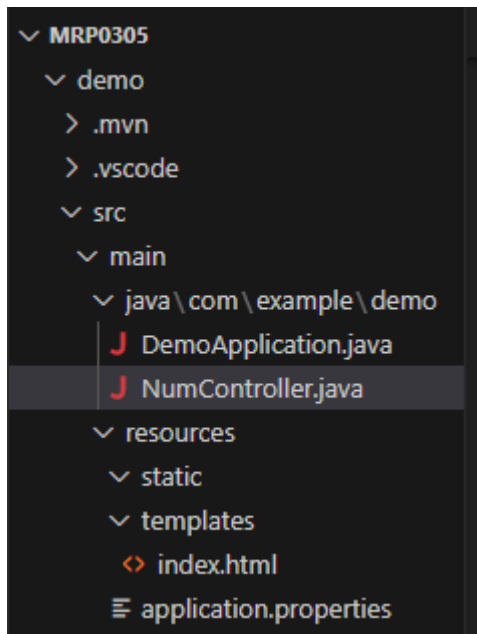 MRP0305
demo
.mvn
.vscode
src
main
java\com\example\demo
DemoApplication.java
NumController.java
resources
static
templates
index.html
application.properties